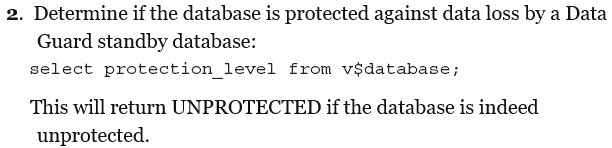 2. Determine if the database is protected against data loss by a Data
Guard standby database:
select protection_level from v$database;
This will return UNPROTECTED if the database is indeed
unprotected.